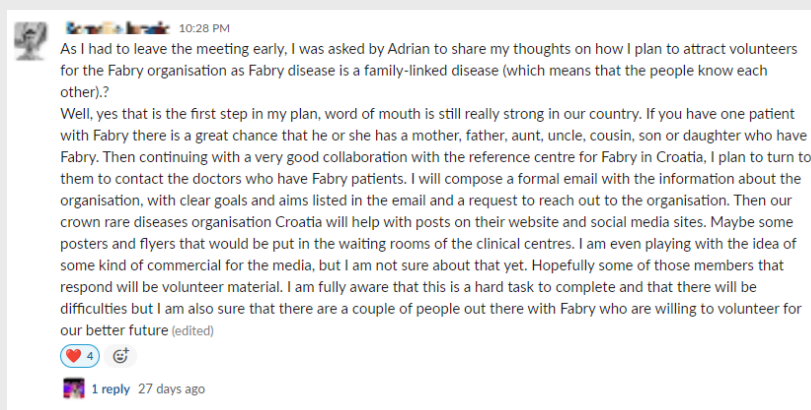 10:28 PM
As I had to leave the meeting early, I was asked by Adrian to share my thoughts on how I plan to attract volunteers
for the Fabry organisation as Fabry disease is a family-linked disease (which means that the people know each
other).?
Well, yes that is the first step in my plan, word of mouth is still really strong in our country. If you have one patient
with Fabry there is a great chance that he or she has a mother, father, aunt, uncle, cousin, son or daughter who have
Fabry. Then continuing with a very good collaboration with the reference centre for Fabry in Croatia, I plan to turn to
them to contact the doctors who have Fabry patients. I will compose a formal email with the information about the
organisation, with clear goals and aims listed in the email and a request to reach out to the organisation. Then our
crown rare diseases organisation Croatia will help with posts on their website and social media sites. Maybe some
posters and flyers that would be put in the waiting rooms of the clinical centres. I am even playing with the idea of
some kind of commercial for the media, but I am not sure about that yet. Hopefully some of those members that
respond will be volunteer material. I am fully aware that this is a hard task to complete and that there will be
difficulties but I am also sure that there are a couple of people out there with Fabry who are willing to volunteer for
our better future (edited)
4
1 reply 27 days ago